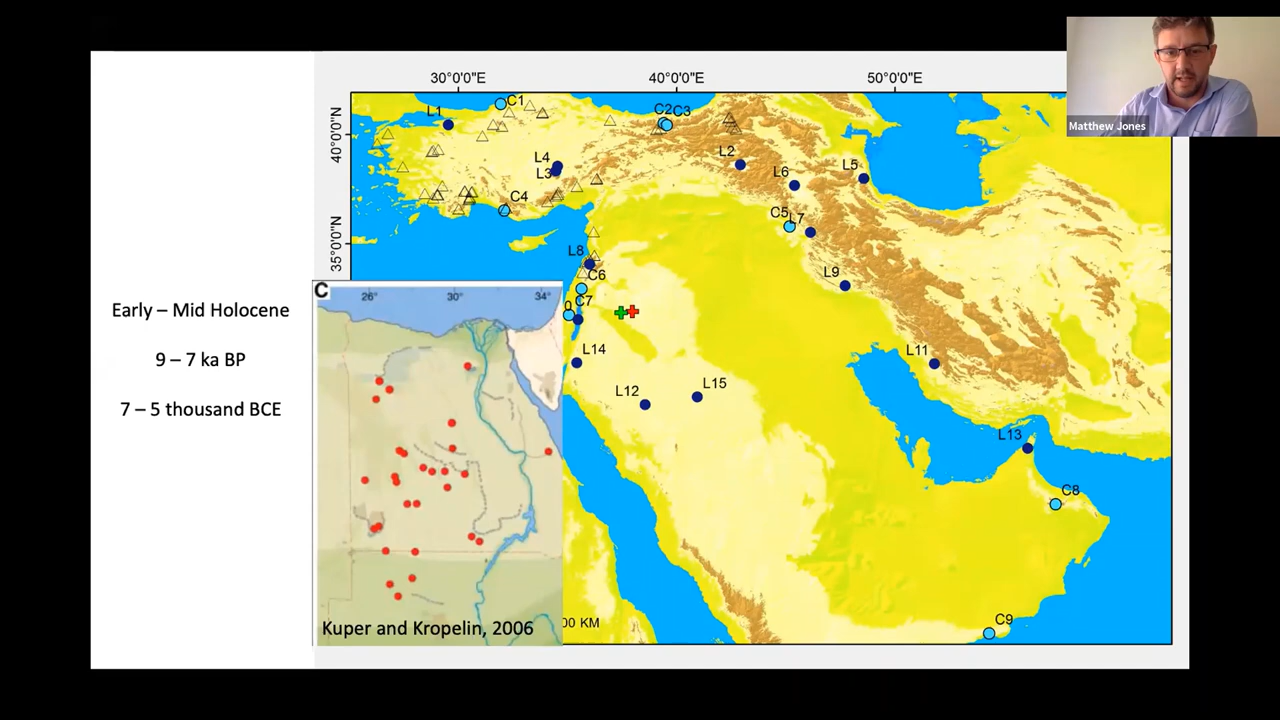 30°0'0"E
40°0'0"E
50°0'0"E
Matthew Jones
40°0'0"N
35°0'0"N
L1
C1
C2
C3
L4
L3
L2
L6
L5
C4
C5
L7
L8
C6
L9
0
C7
L14
L12
L15
L11
L13
C8
C9
00 KM
C
26°
30°
34°
Kuper and Kropelin, 2006
Early – Mid Holocene
9 – 7 ka BP
7 – 5 thousand BCE